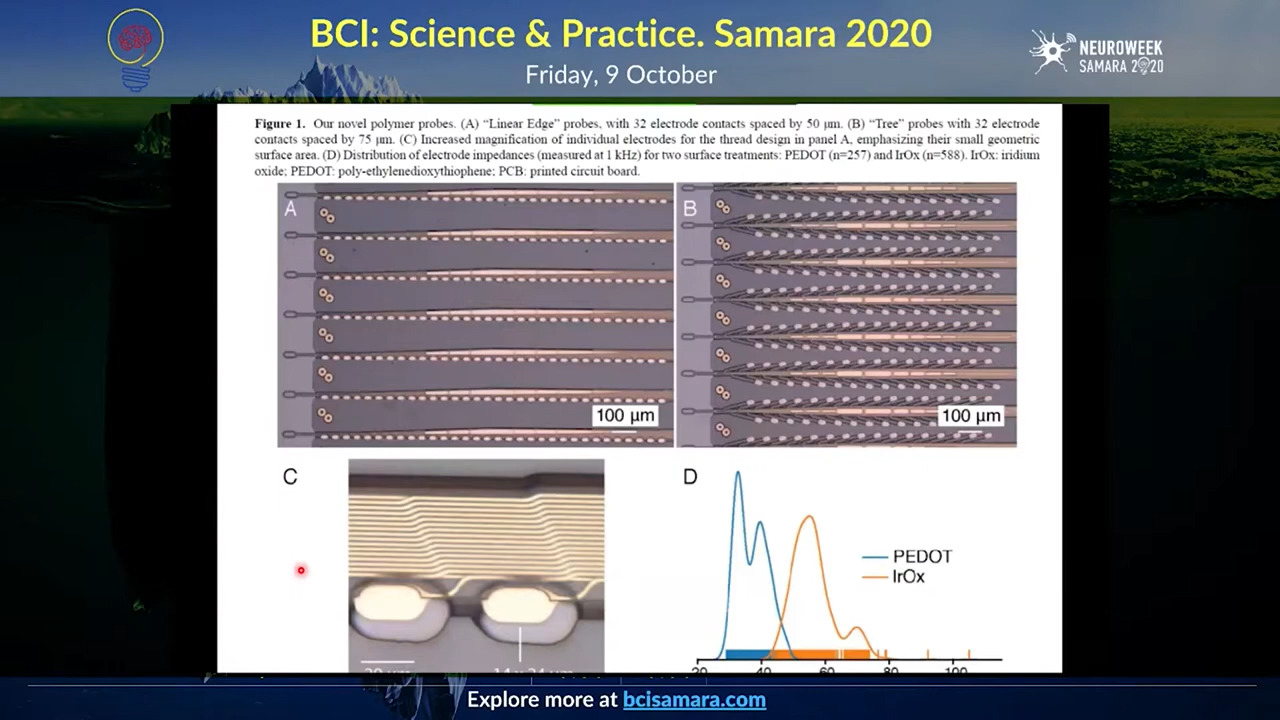 BCI: Science & Practice. Samara 2020
Friday, 9 October
NEUROWEEK
SAMARA 2020
Figure 1. Our novel polymer probes. (A) “Linear Edge” probes, with 32 electrode contacts spaced by 50 μm. (B) “Tree” probes with 32 electrode
contacts spaced by 75 μm. (C) Increased magnification of individual electrodes for the thread design in panel A, emphasizing their small geometric
surface area. (D) Distribution of electrode impedances (measured at 1 kHz) for two surface treatments: PEDOT (n=257) and IrOx (n=588). IrOx: iridium
oxide; PEDOT: poly-ethylenedioxythiophene; PCB: printed circuit board.
A
100 μm
B
100 μm
C
D
PEDOT
IrOx
20 40 60 80 100
Explore more at bcisamara.com